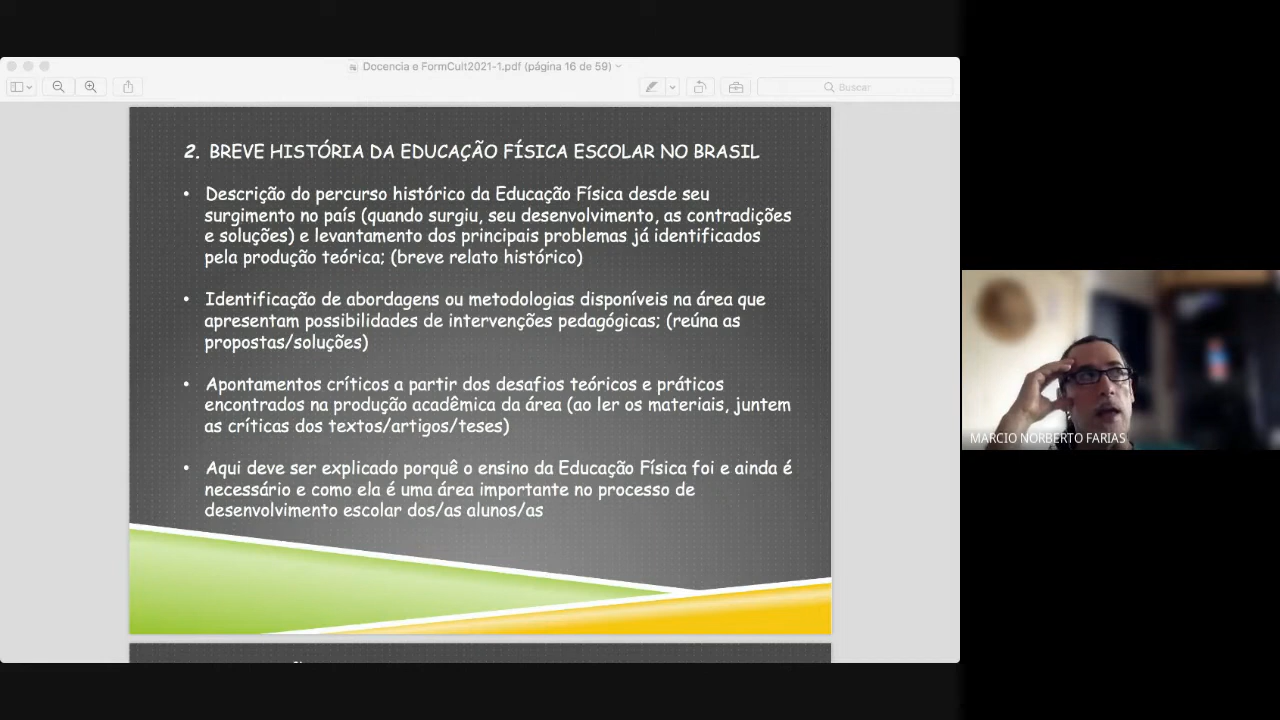 Docencia e FormCult2021-1.pdf (página 16 de 59)
Buscar
2. BREVE HISTÓRIA DA EDUCAÇÃO FÍSICA ESCOLAR NO BRASIL
• Descrição do percurso histórico da Educação Física desde seu
surgimento no país (quando surgiu, seu desenvolvimento, as contradições
e soluções) e levantamento dos principais problemas já identificados
pela produção teórica; (breve relato histórico)
• Identificação de abordagens ou metodologias disponíveis na área que
apresentam possibilidades de intervenções pedagógicas; (reúna as
propostas/soluções)
• Apontamentos críticos a partir dos desafios teóricos e práticos
encontrados na produção acadêmica da área (ao ler os materiais, juntem
as críticas dos textos/artigos/teses)
• Aqui deve ser explicado porquê o ensino da Educação Física foi e ainda é
necessário e como ela é uma área importante no processo de
desenvolvimento escolar dos/as alunos/as
MARCIO NORBERTO FARIAS